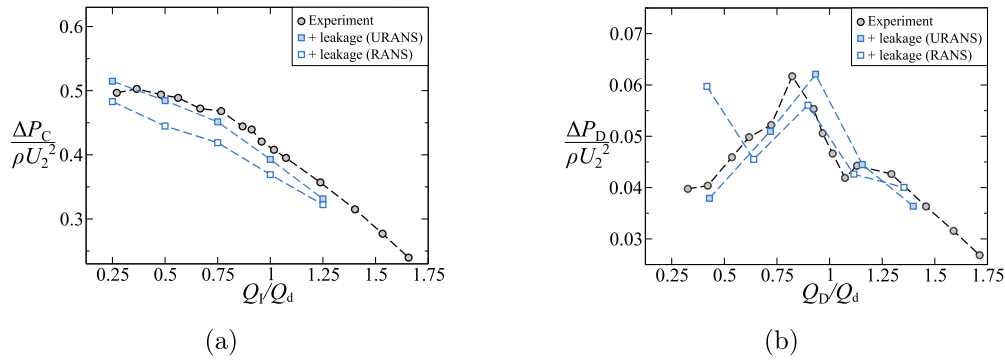 0.6
0.5
0.4
0.3
ΔP_C
ρU_2^2
Experiment
+ leakage (URANS)
+ leakage (RANS)
0.25 0.5 0.75 1 1.25 1.5 1.75
Q_I/Q_d
(a)
0.07
0.06
0.05
0.04
0.03
ΔP_D
ρU_2^2
Experiment
+ leakage (URANS)
+ leakage (RANS)
0.25 0.5 0.75 1 1.25 1.5 1.75
Q_D/Q_d
(b)